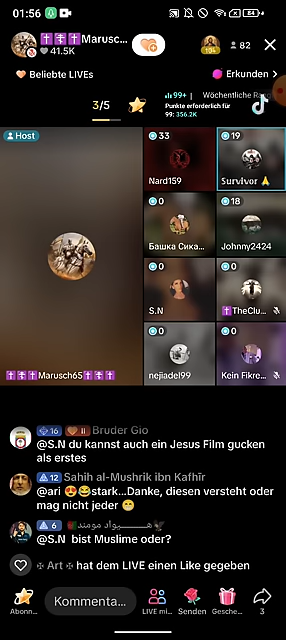 01:56
84
✝️✝️✝️Marusc...
41.5K
82
Beliebte LIVEs
Erkunden >
3/5
99+ | Wöchentliche Rang
Punkte erforderlich für
99: 356.2K
Host
✝️✝️✝️Marusch65✝️✝️✝️
33
Nard159
19
Survivor 🙏
0
Башка Сика...
18
Johnny2424
0
S.N
0
✝️TheClu...
0
nejiadel99
0
Kein Fikre...
16 II Bruder Gio
@S.N du kannst auch ein Jesus Film gucken
als erstes
12 Sahih al-Mushrik ibn Kafhīr
@ari 😍😂stark...Danke, diesen versteht oder
mag nicht jeder 😁
6
@S.N bist Muslime oder?
✠ Art ✠ hat dem LIVE einen Like gegeben
Abonn...
Kommenta...
LIVE mi...
Senden
Gesche...
3